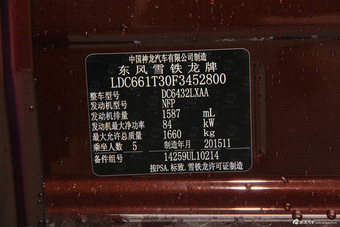 中国神龙汽车有限公司制造
东风雪铁龙牌
LDC661T30F3452800
整车型号 DC6432LXAA
发动机型号 NFP
发动机排量 1587 mL
发动机最大净功率 84 kW
最大允许总质量 1660 kg
乘坐人数 5 制造年月 201511
备件组号 14259UL10214
按PSA.标致.雪铁龙许可证制造